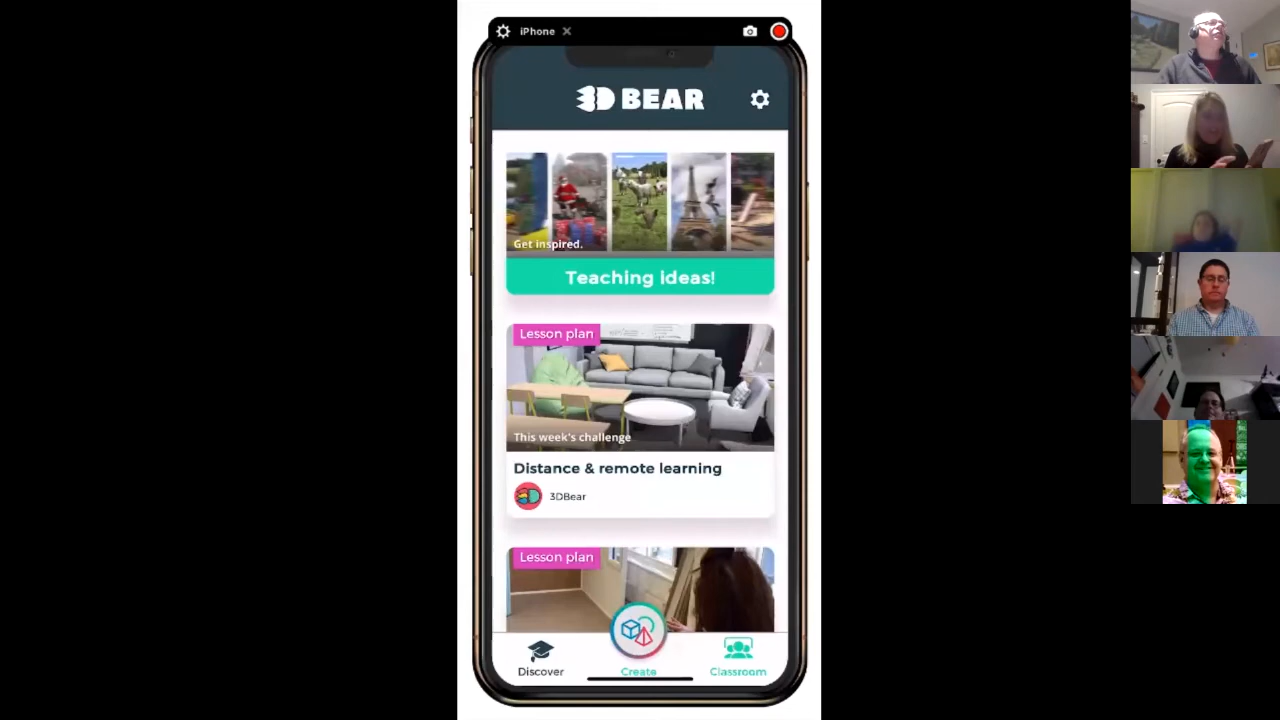 iPhone
3D BEAR
Get inspired.
Teaching ideas!
Lesson plan
This week's challenge
Distance & remote learning
3DBear
Lesson plan
Discover
Create
Classroom